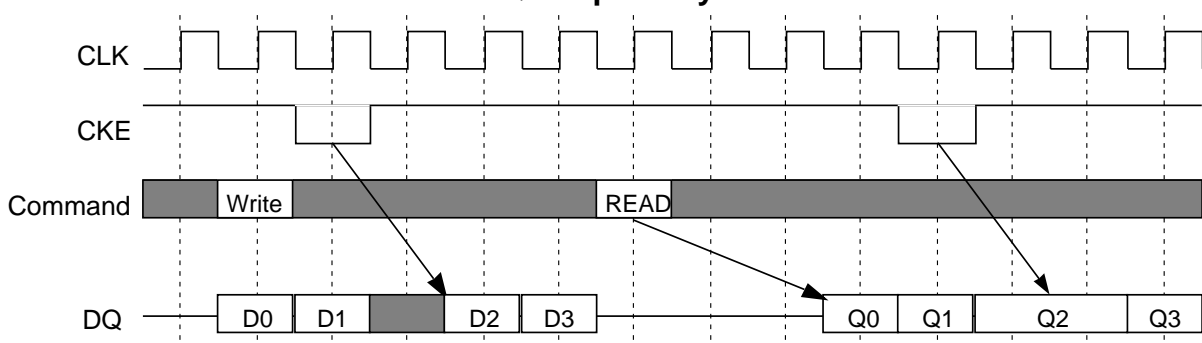 CLK
CKE
Command Write READ
DQ D0 D1 D2 D3 Q0 Q1 Q2 Q3